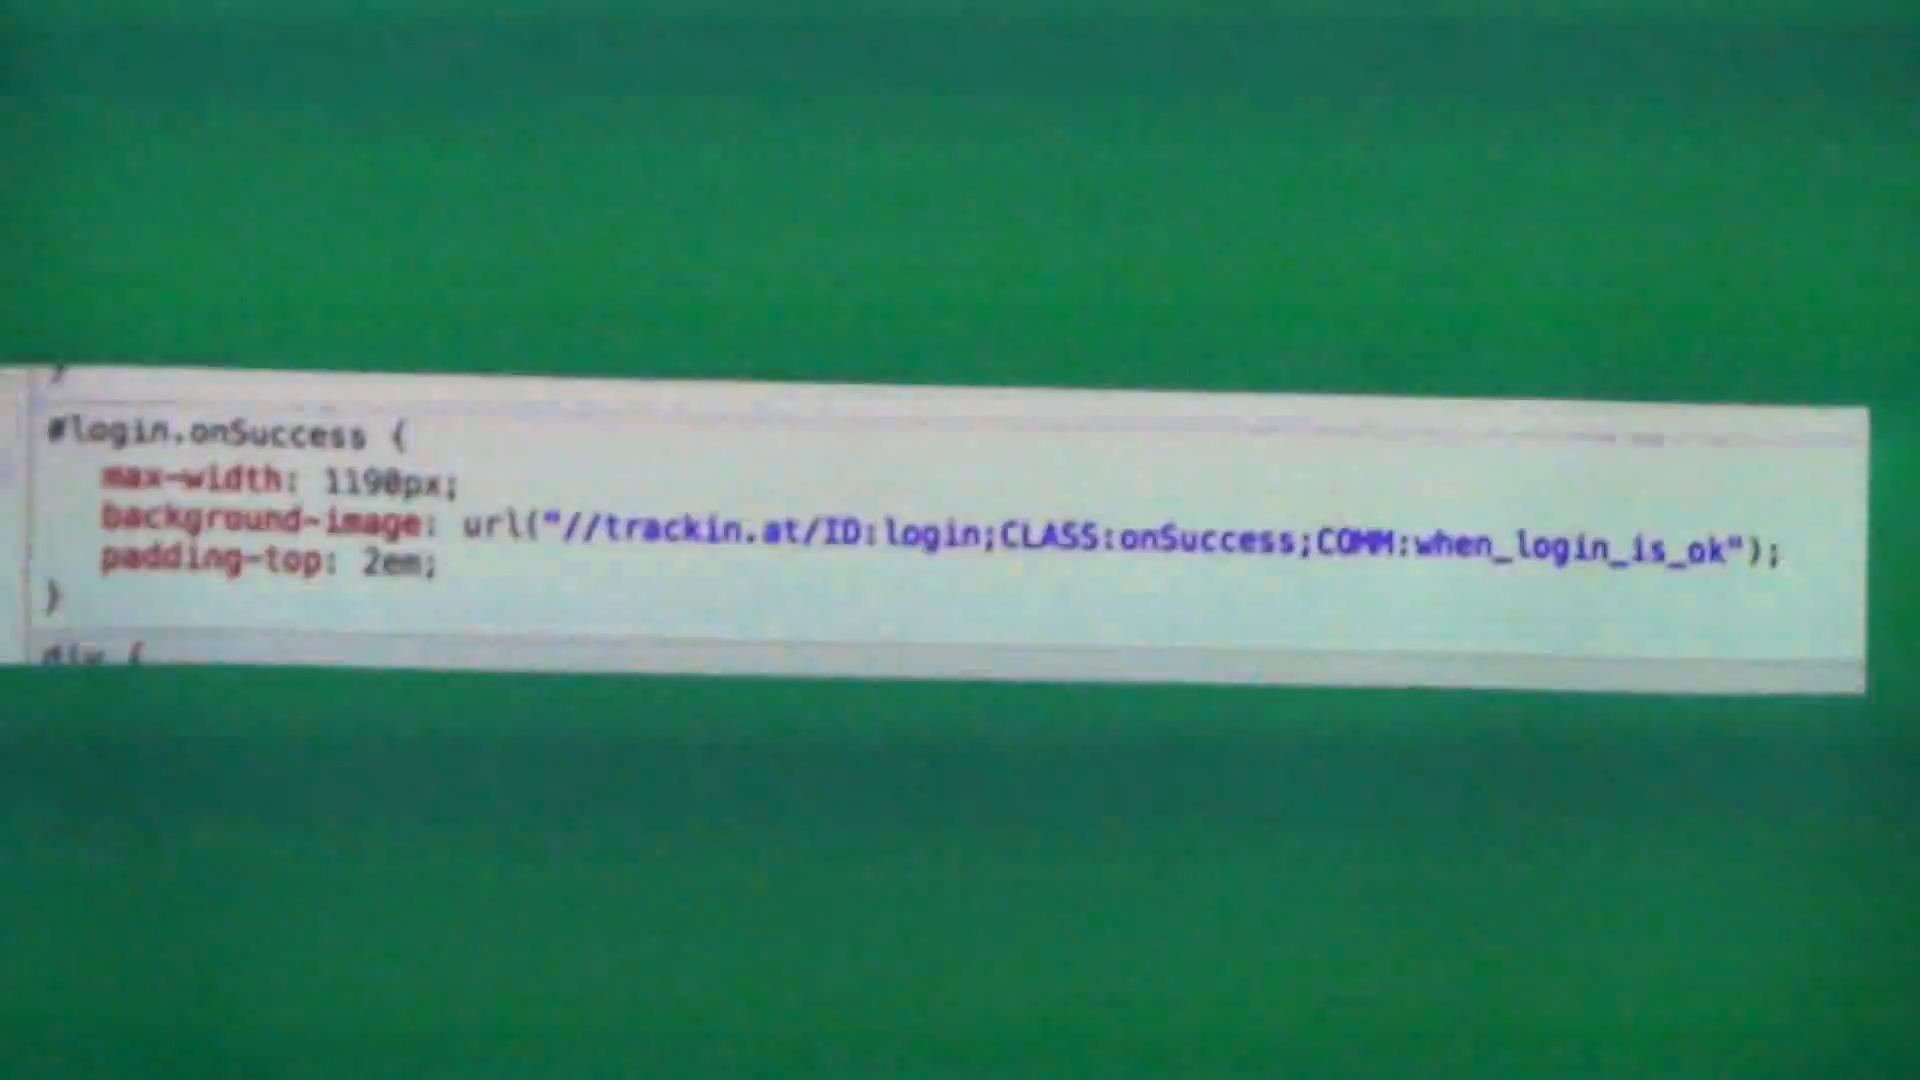 }
#login.onSuccess {
max-width: 1190px;
background-image: url("//trackin.at/ID:login;CLASS:onSuccess;COMM:when_login_is_ok");
padding-top: 2em;
}
div {